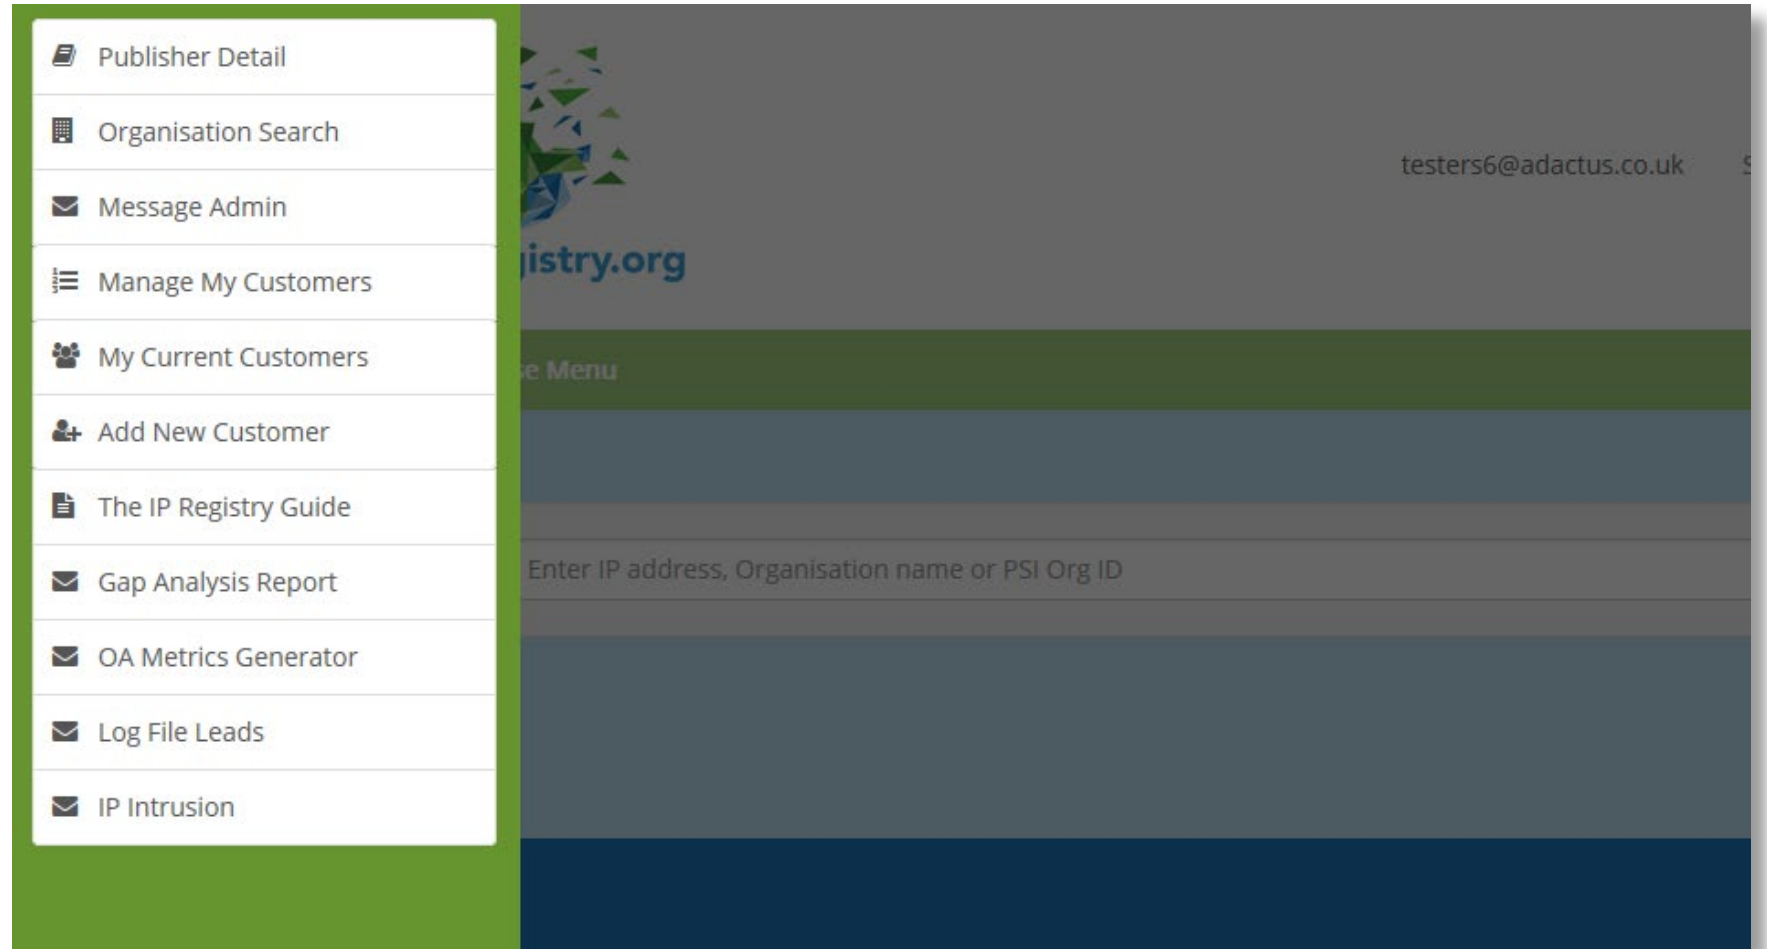 Publisher Detail
Organisation Search
Message Admin
Manage My Customers
My Current Customers
Add New Customer
The IP Registry Guide
Gap Analysis Report
OA Metrics Generator
Log File Leads
IP Intrusion
testers6@adactus.co.uk
istry.org
se Menu
Enter IP address, Organisation name or PSI Org ID